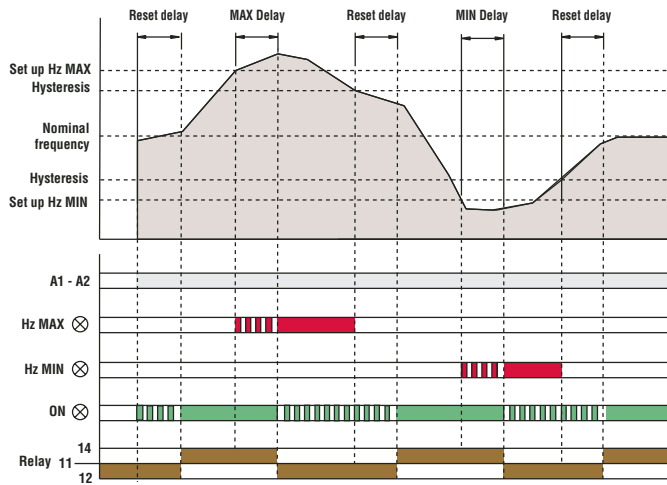 Reset delay MAX Delay Reset delay MIN Delay Reset delay
Set up Hz MAX
Hysteresis
Nominal
frequency
Hysteresis
Set up Hz MIN
A1 - A2
Hz MAX
Hz MIN
ON
14
Relay 11
12